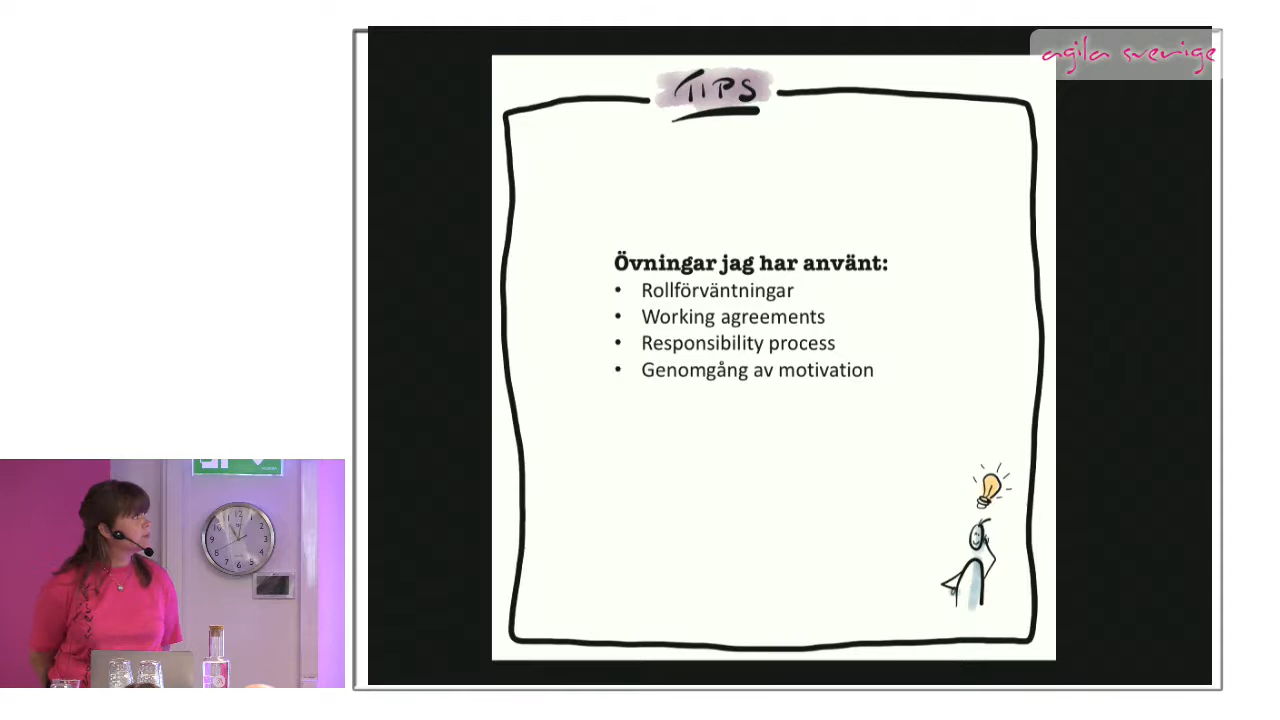 agila sverige
TIPS
Övningar jag har använt:
• Rollförväntningar
• Working agreements
• Responsibility process
• Genomgång av motivation